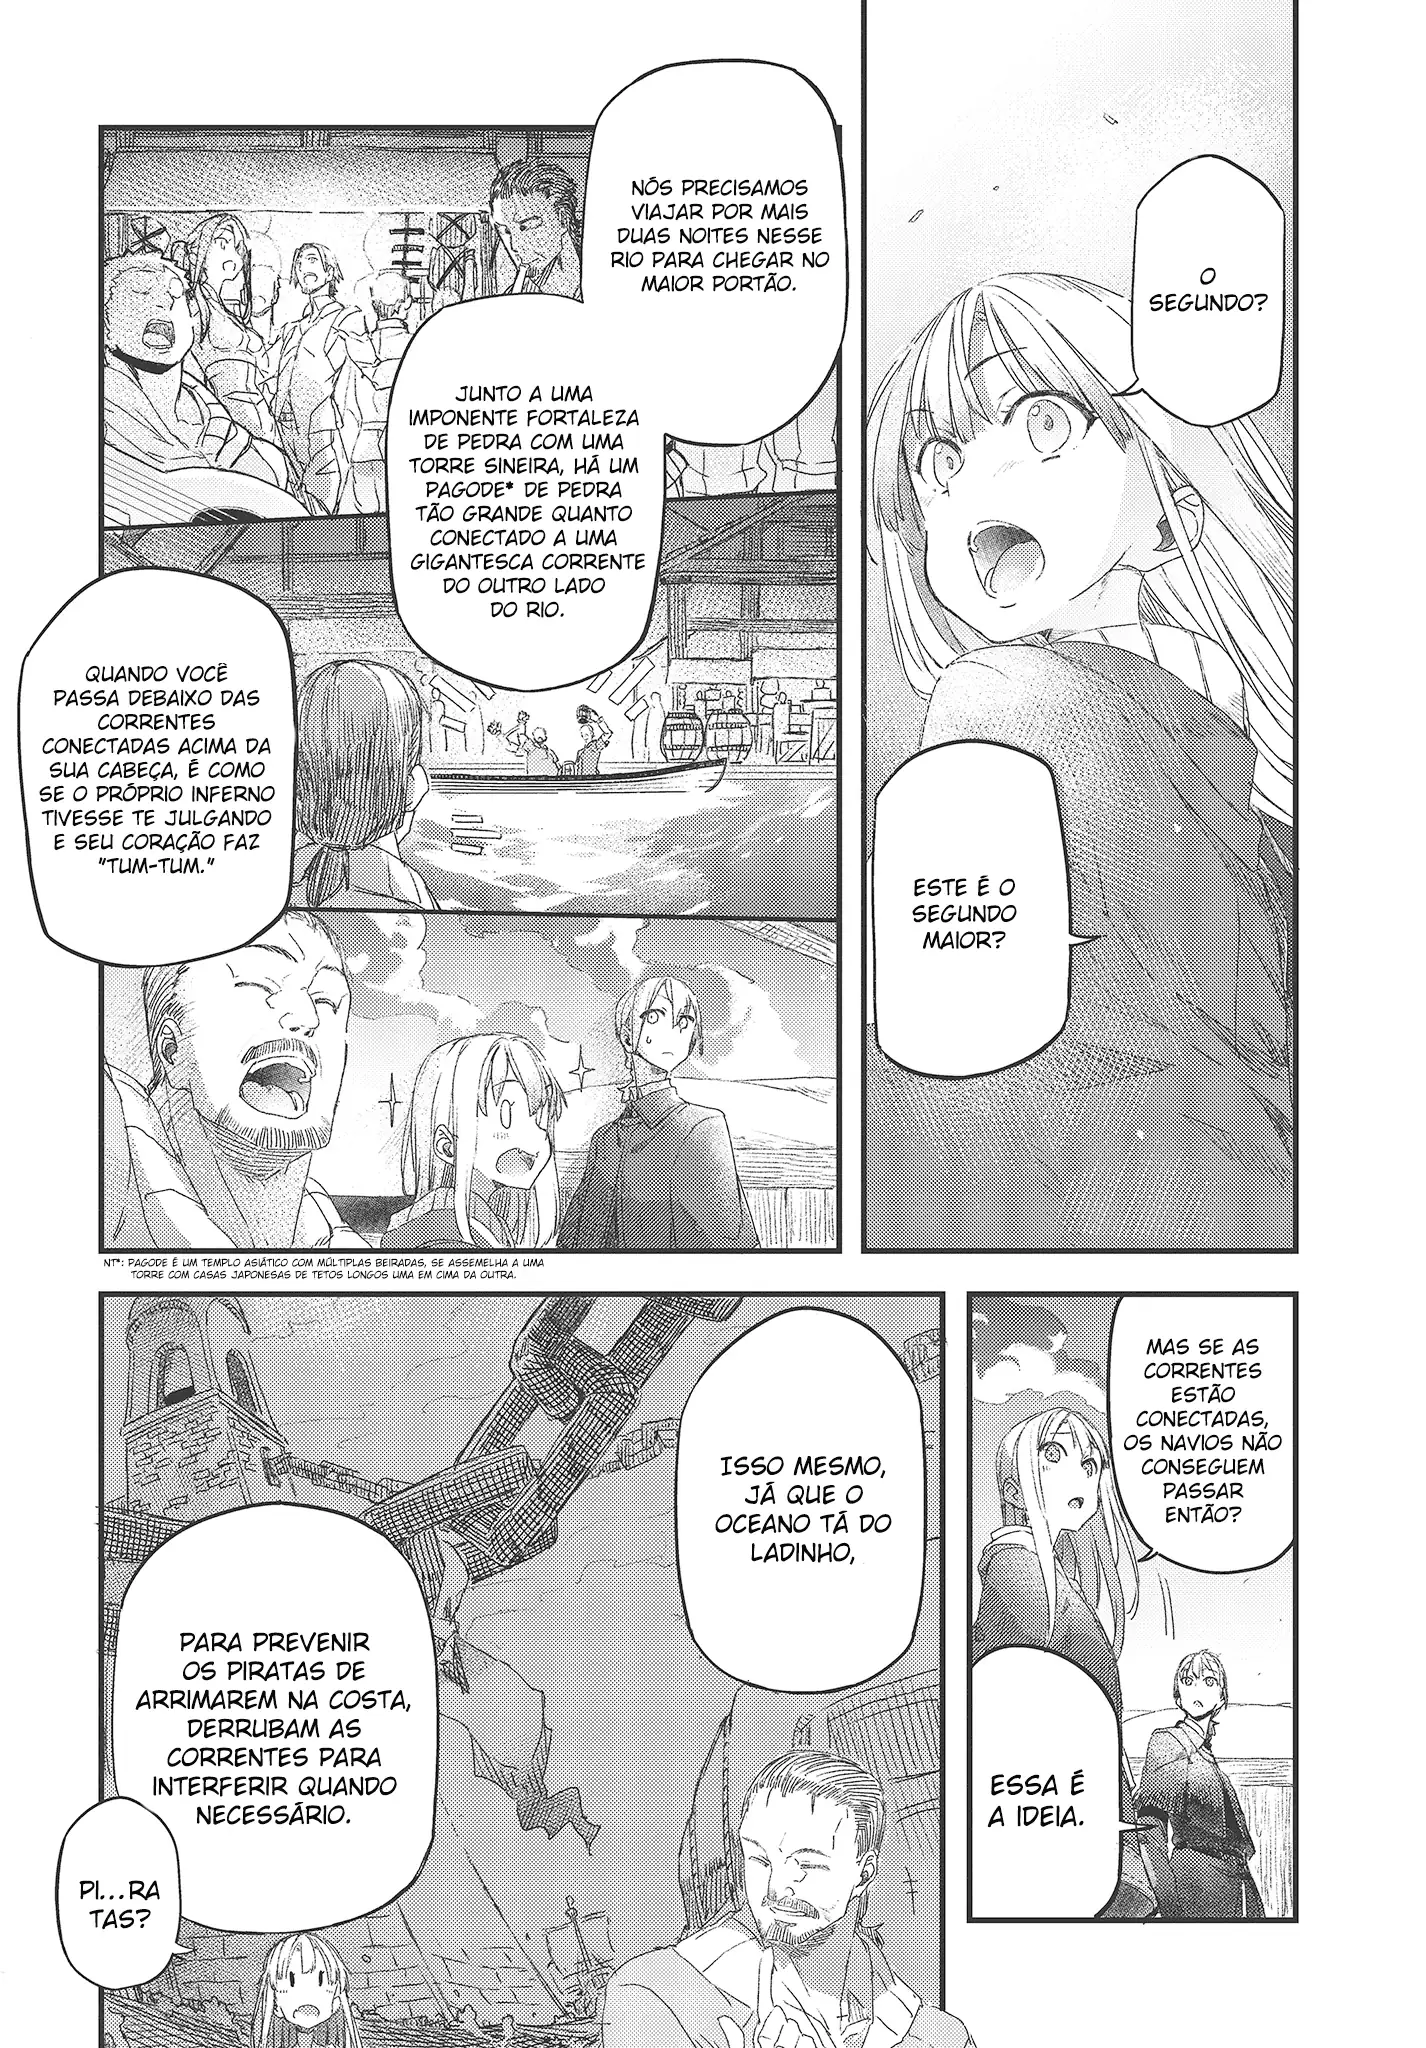 O
SEGUNDO?
ESTE É O
SEGUNDO
MAIOR?
NÓS PRECISAMOS
VIAJAR POR MAIS
DUAS NOITES NESSE
RIO PARA CHEGAR NO
MAIOR PORTÃO.
JUNTO A UMA
IMPONENTE FORTALEZA
DE PEDRA COM UMA
TORRE SINEIRA, HÁ UM
PAGODE* DE PEDRA
TÃO GRANDE QUANTO
CONECTADO A UMA
GIGANTESCA CORRENTE
DO OUTRO LADO
DO RIO.
QUANDO VOCÊ
PASSA DEBAIXO DAS
CORRENTES
CONECTADAS ACIMA DA
SUA CABEÇA, É COMO
SE O PRÓPRIO INFERNO
TIVESSE TE JULGANDO
E SEU CORAÇÃO FAZ
"TUM-TUM."
NT*: PAGODE É UM TEMPLO ASIÁTICO COM MÚLTIPLAS BEIRADAS, SE ASSEMELHA A UMA
TORRE COM CASAS JAPONESAS DE TETOS LONGOS UMA EM CIMA DA OUTRA.
MAS SE AS
CORRENTES
ESTÃO
CONECTADAS,
OS NAVIOS NÃO
CONSEGUEM
PASSAR
ENTÃO?
ESSA É
A IDEIA.
ISSO MESMO,
JÁ QUE O
OCEANO TÁ DO
LADINHO,
PARA PREVENIR
OS PIRATAS DE
ARRIMAREM NA COSTA,
DERRUBAM AS
CORRENTES PARA
INTERFERIR QUANDO
NECESSÁRIO.
PI...RA
TAS?